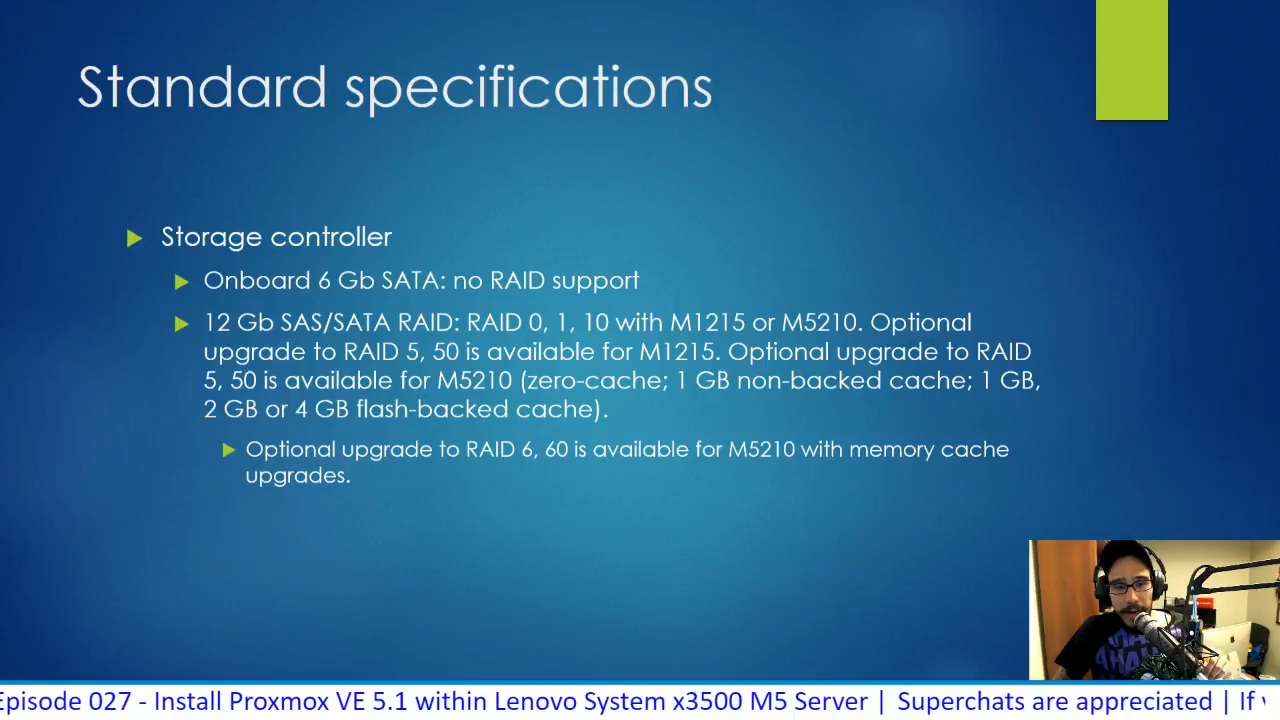 Standard specifications
Storage controller
Onboard 6 Gb SATA: no RAID support
12 Gb SAS/SATA RAID: RAID 0, 1, 10 with M1215 or M5210. Optional
upgrade to RAID 5, 50 is available for M1215. Optional upgrade to RAID
5, 50 is available for M5210 (zero-cache; 1 GB non-backed cache; 1 GB,
2 GB or 4 GB flash-backed cache).
Optional upgrade to RAID 6, 60 is available for M5210 with memory cache
upgrades.
Episode 027 - Install Proxmox VE 5.1 within Lenovo System x3500 M5 Server | Superchats are appreciated | If